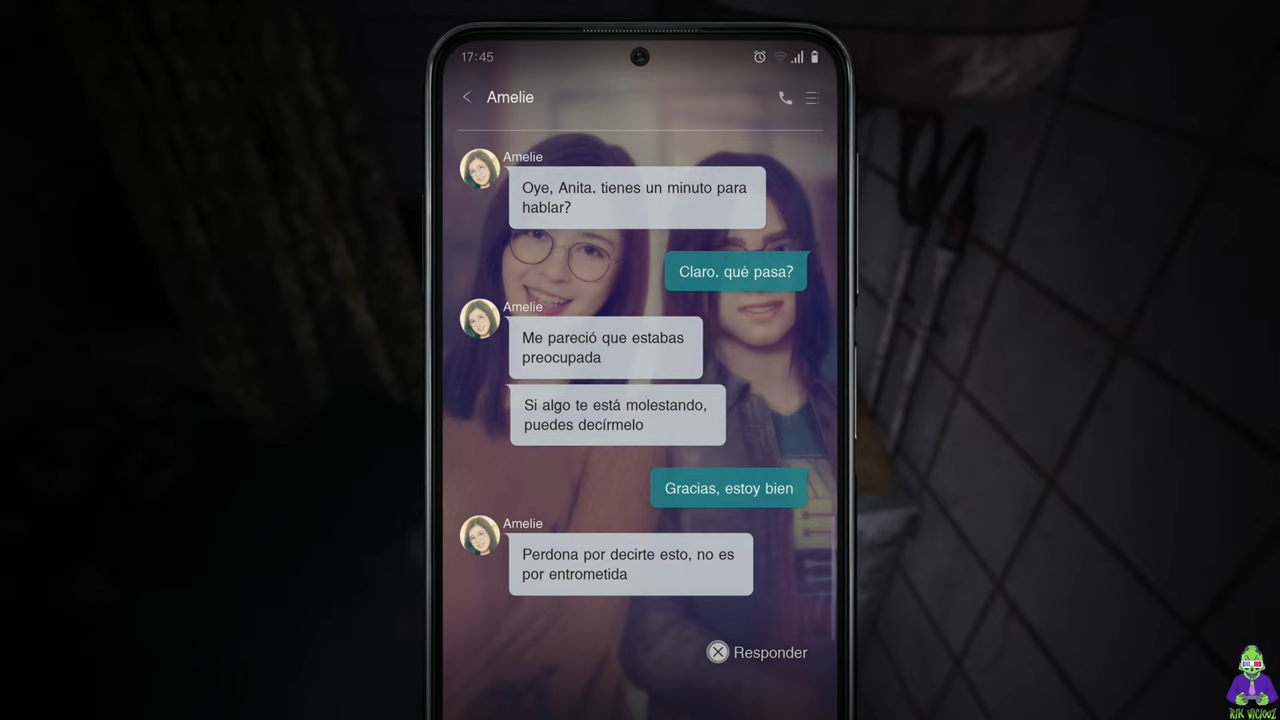 17:45
Amelie
Amelie
Oye, Anita. tienes un minuto para
hablar?
Claro. qué pasa?
Amelie
Me pareció que estabas
preocupada
Si algo te está molestando,
puedes decírmelo
Gracias, estoy bien
Amelie
Perdona por decirte esto, no es
por entrometida
Responder
RIK VICIOUZ